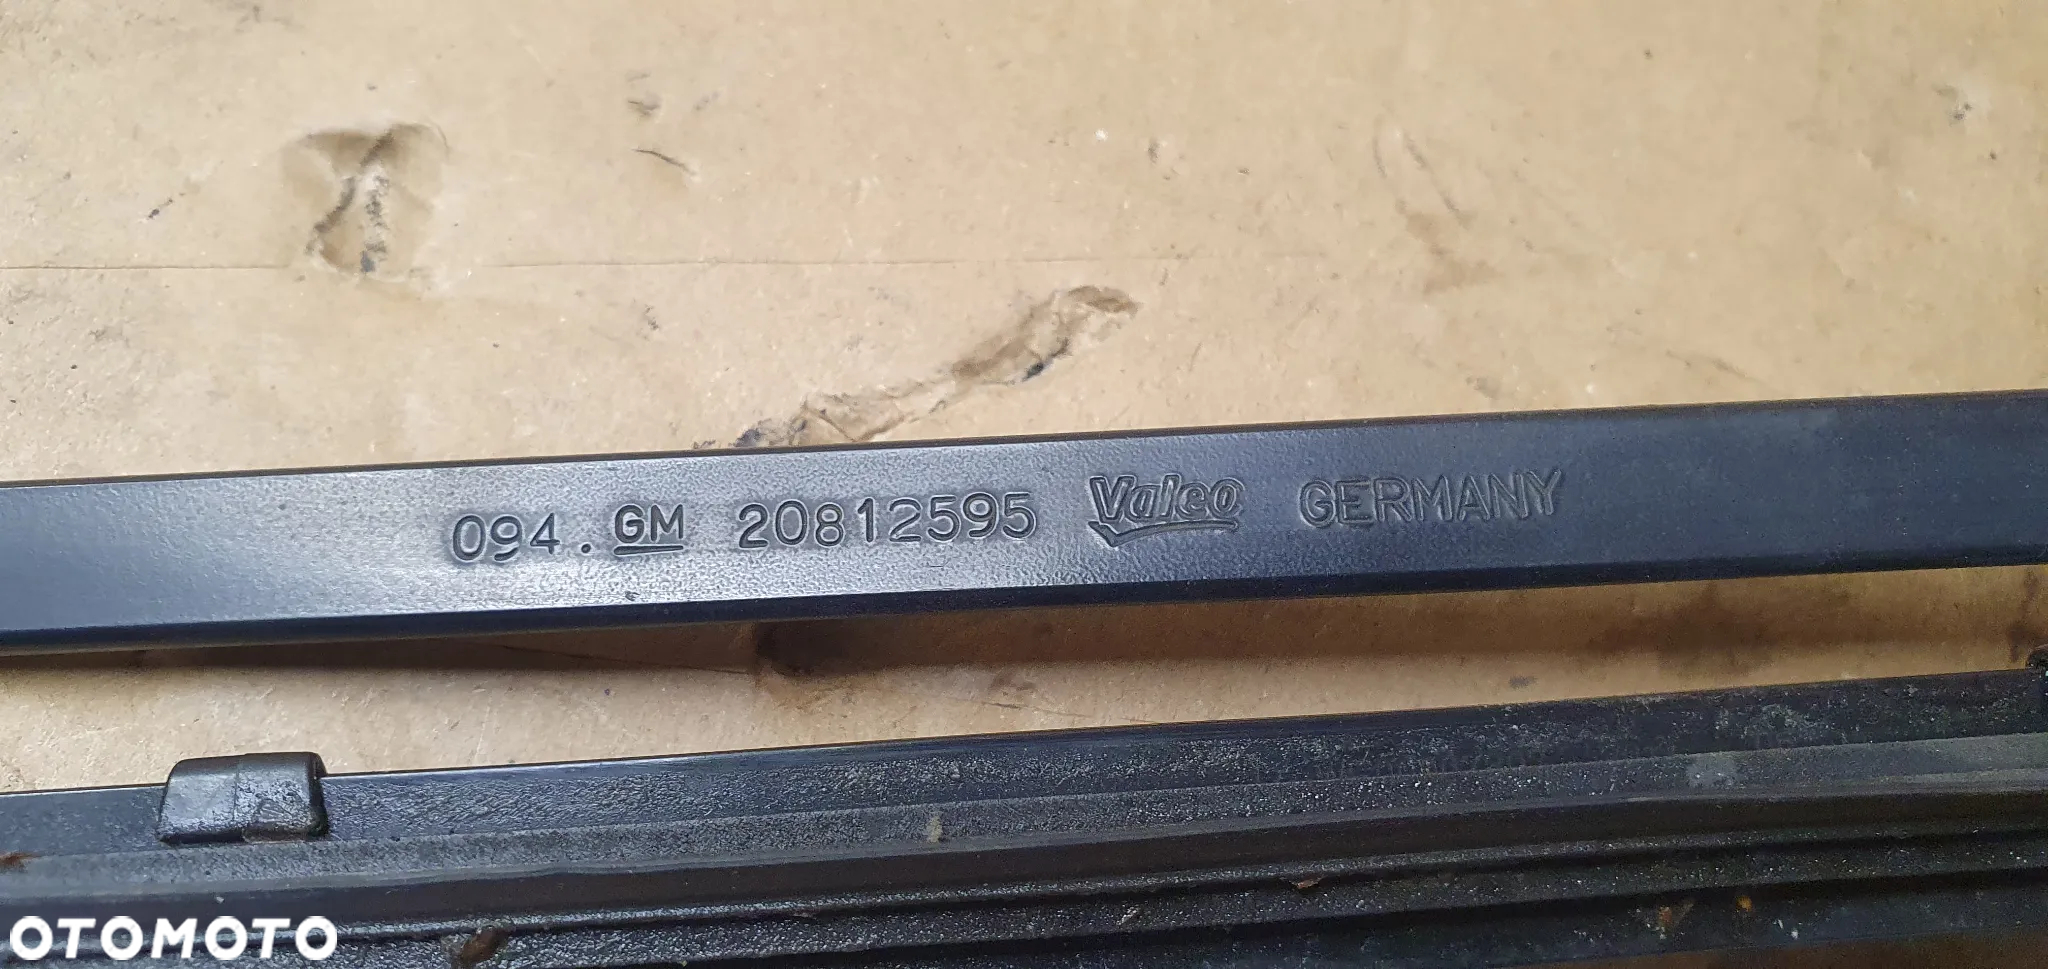 094. GM 20812595 Valeo GERMANY
OTOMOTO